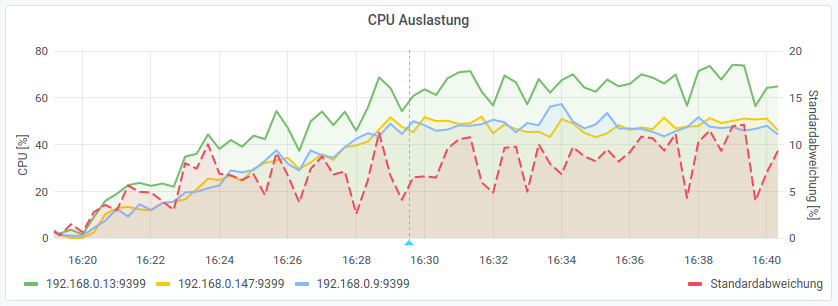 CPU Auslastung
80
60
40
20
0
CPU [%]
20
15
10
5
0
Standardabweichung [%]
16:20 16:22 16:24 16:26 16:28 16:30 16:32 16:34 16:36 16:38 16:40
192.168.0.13:9399 192.168.0.147:9399 192.168.0.9:9399 Standardabweichung